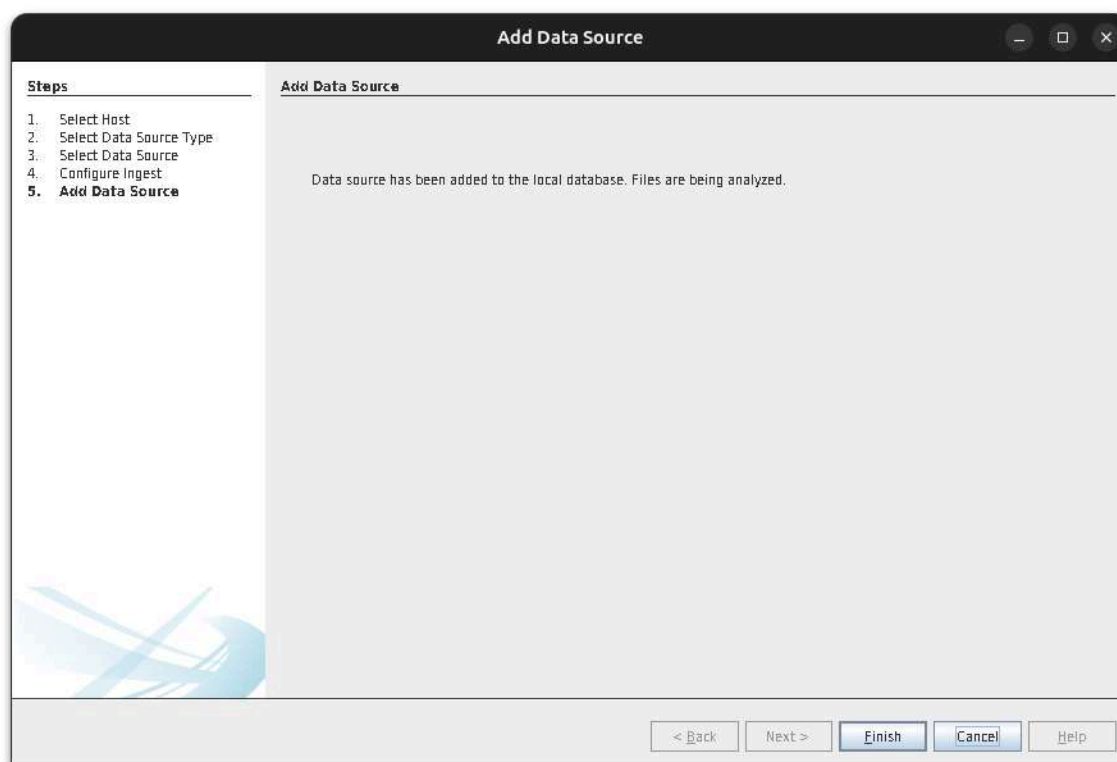 Add Data Source
Steps
1. Select Host
2. Select Data Source Type
3. Select Data Source
4. Configure Ingest
5. Add Data Source
Add Data Source
Data source has been added to the local database. Files are being analyzed.
< Back
Next >
Finish
Cancel
Help